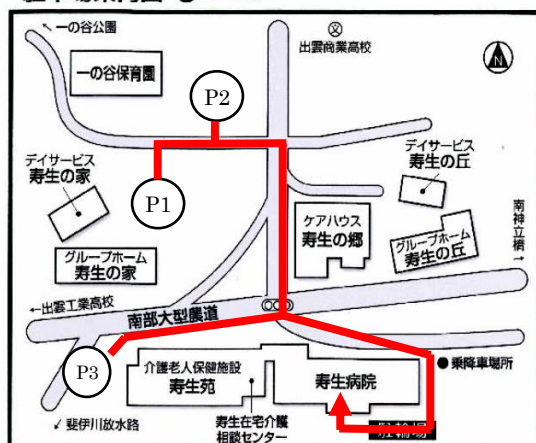 一の谷公園
出雲商業高校
N
一の谷保育園
P2
デイサービス
寿生の家
P1
デイサービス
寿生の丘
ケアハウス
寿生の郷
グループホーム
寿生の丘
南神立橋
グループホーム
寿生の家
←出雲工業高校
南部大型農道
P3
介護老人保健施設
寿生苑
寿生病院
●乗降車場所
駐輪場
寿生在宅介護
相談センター
斐伊川放水路